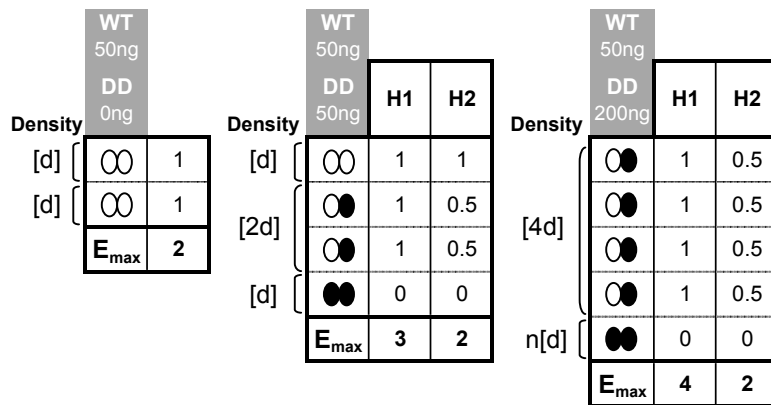 WT
50ng
DD
0ng
Density
[d] 1
[d] 1
Emax 2
WT
50ng
DD
50ng
H1 H2
Density
[d] 1 1
[2d] 1 0.5
1 0.5
[d] 0 0
Emax 3 2
WT
50ng
DD
200ng
H1 H2
Density
[4d] 1 0.5
1 0.5
1 0.5
1 0.5
n[d] 0 0
Emax 4 2